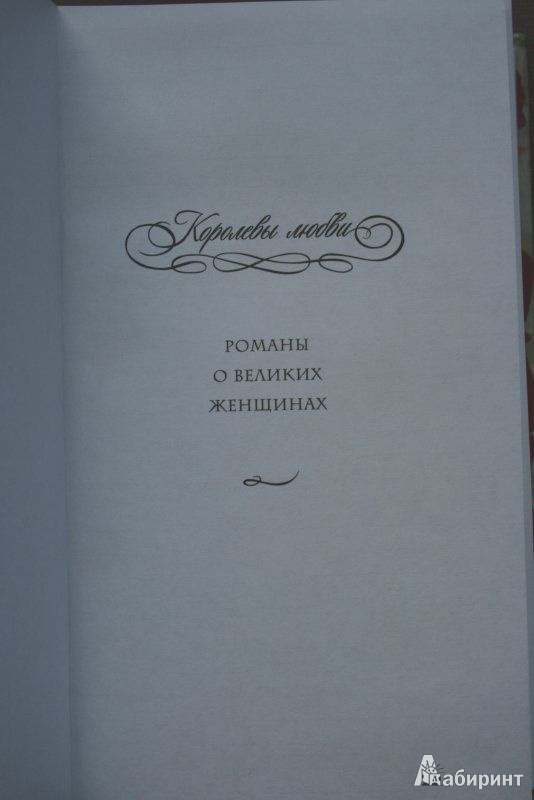 Королевы любви
РОМАНЫ
О ВЕЛИКИХ
ЖЕНЩИНАХ
Лабиринт